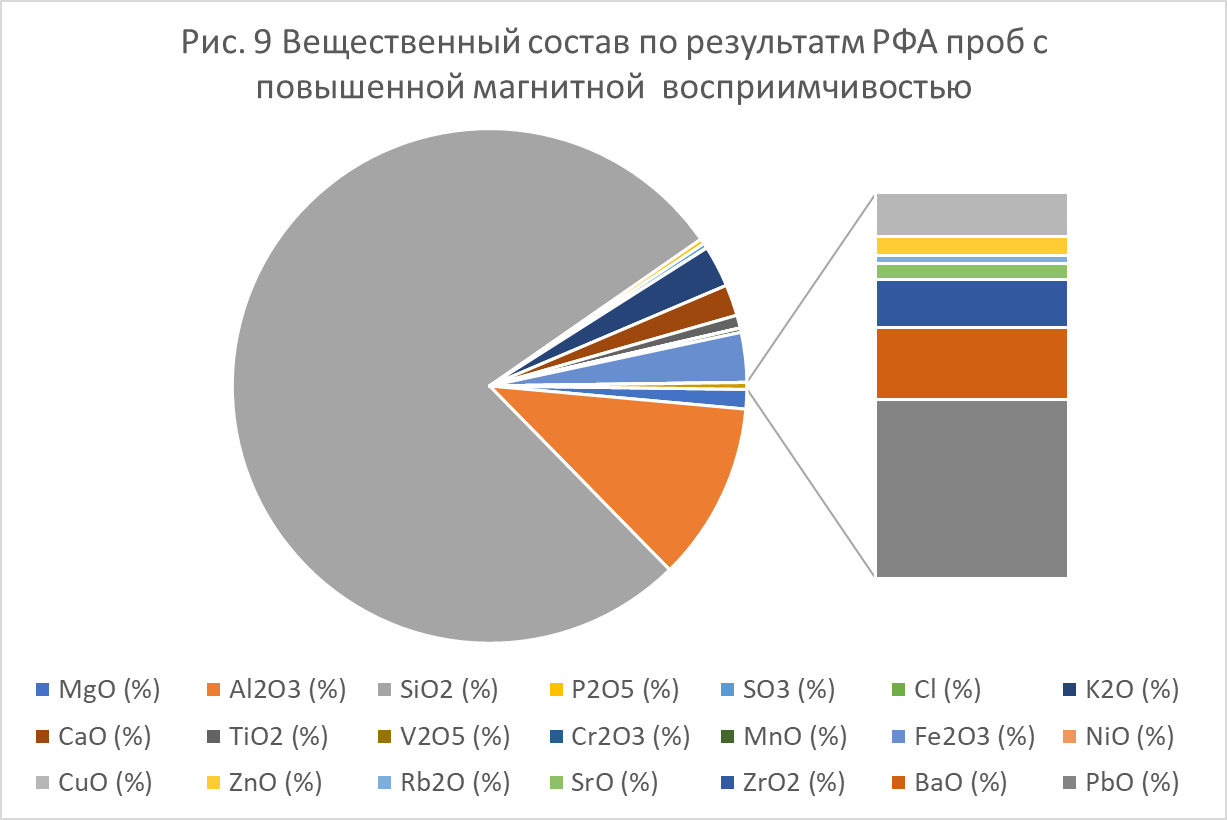 Рис. 9 Вещественный состав по результатм РФА проб с
повышенной магнитной восприимчивостью
MgO (%) Al2O3 (%) SiO2 (%) P2O5 (%) SO3 (%) Cl (%) K2O (%)
CaO (%) TiO2 (%) V2O5 (%) Cr2O3 (%) MnO (%) Fe2O3 (%) NiO (%)
CuO (%) ZnO (%) Rb2O (%) SrO (%) ZrO2 (%) BaO (%) PbO (%)